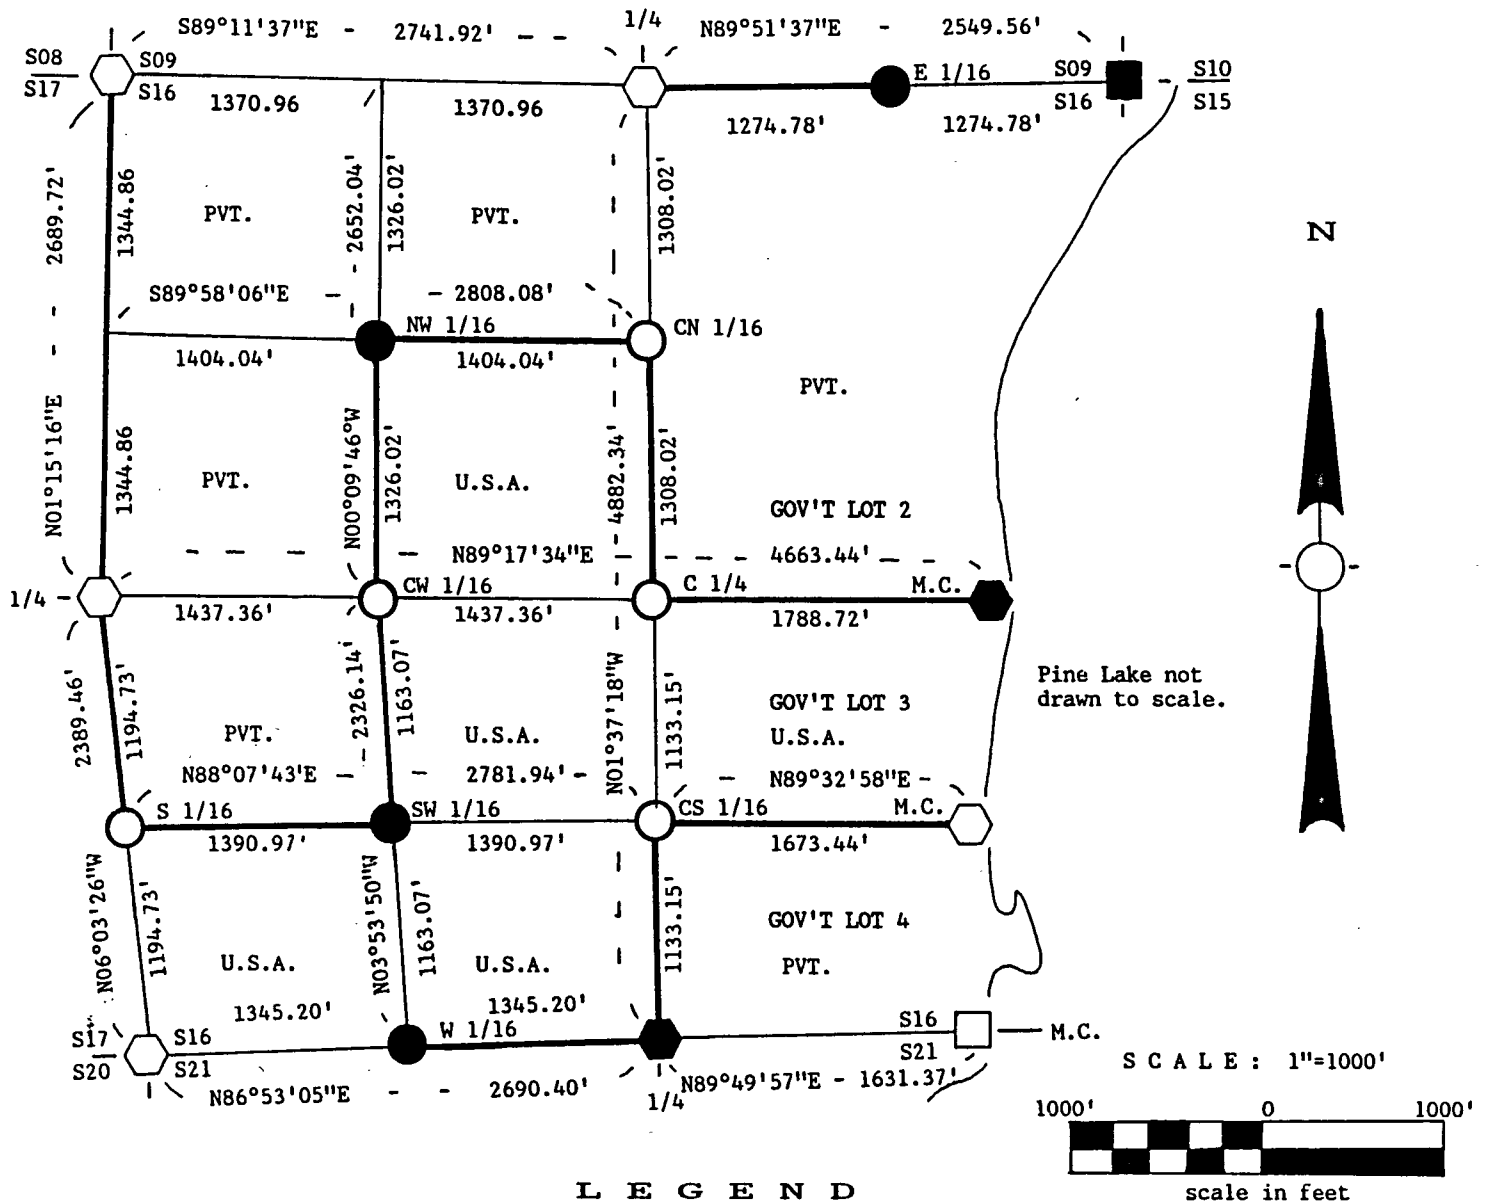 1/4
S89°11'37"E - 2741.92'
N89°51'37"E - 2549.56'
S08 S09
S17 S16
1370.96
1370.96
E 1/16
S09 S10
S16 S15
1274.78'
1274.78'
2689.72'
1344.86
2652.04'
1326.02'
1308.02'
PVT.
PVT.
N
S89°58'06"E - - 2808.08'
NW 1/16
CN 1/16
1404.04'
1404.04'
PVT.
N01°15'16"E
1344.86
N00°09'46"W
1326.02'
4882.34'
1308.02'
PVT.
U.S.A.
GOV'T LOT 2
N89°17'34"E
4663.44'
1/4
CW 1/16
C 1/4
M.C.
1437.36'
1437.36'
1788.72'
2389.46'
1194.73'
2326.14'
1163.07'
N01°37'18"W
1133.15'
Pine Lake not
drawn to scale.
GOV'T LOT 3
PVT.
U.S.A.
U.S.A.
N88°07'43"E - - 2781.94'
N89°32'58"E
S 1/16
SW 1/16
CS 1/16
M.C.
1390.97'
1390.97'
1673.44'
N06°03'26"W
1194.73'
N03°53'50"W
1163.07'
1133.15'
GOV'T LOT 4
U.S.A.
U.S.A.
PVT.
1345.20'
1345.20'
S17 S16
S20 S21
W 1/16
S16
S21
M.C.
N86°53'05"E - - 2690.40'
1/4
N89°49'57"E - 1631.37'
SCALE: 1"=1000'
1000' 0 1000'
scale in feet
LEGEND